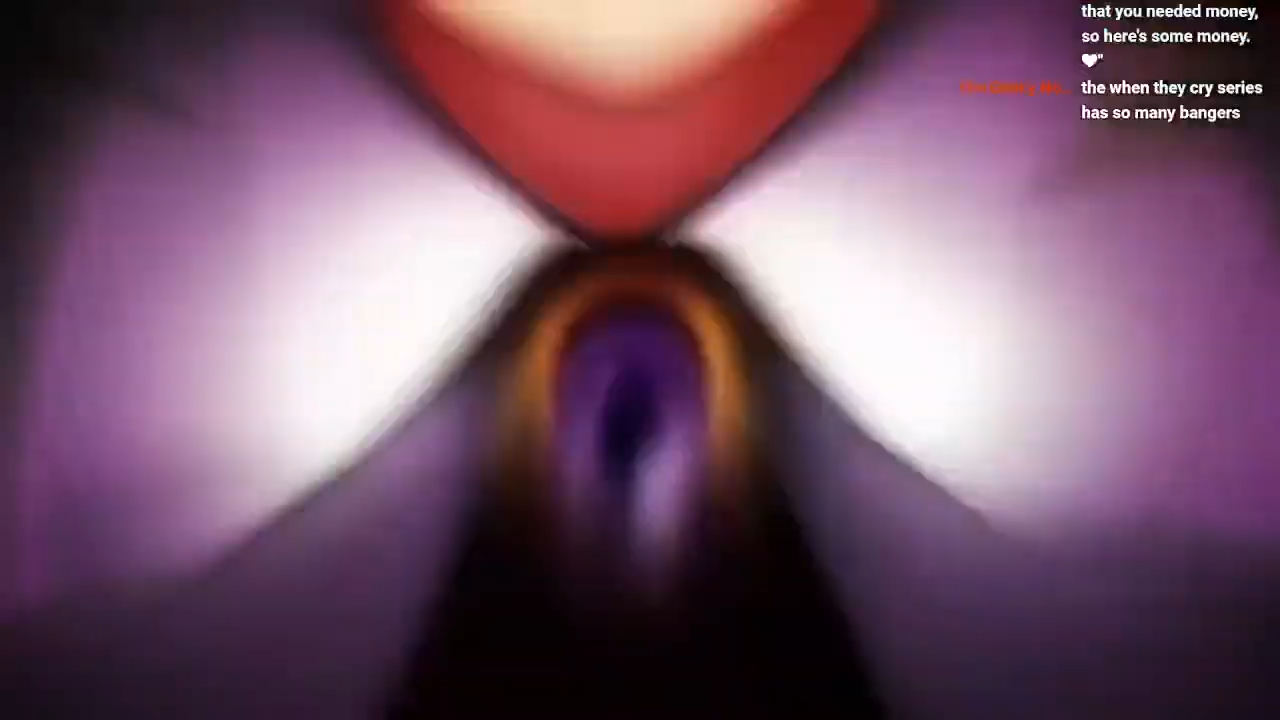 that you needed money,
so here's some money.
🤍"
the when they cry series
has so many bangers